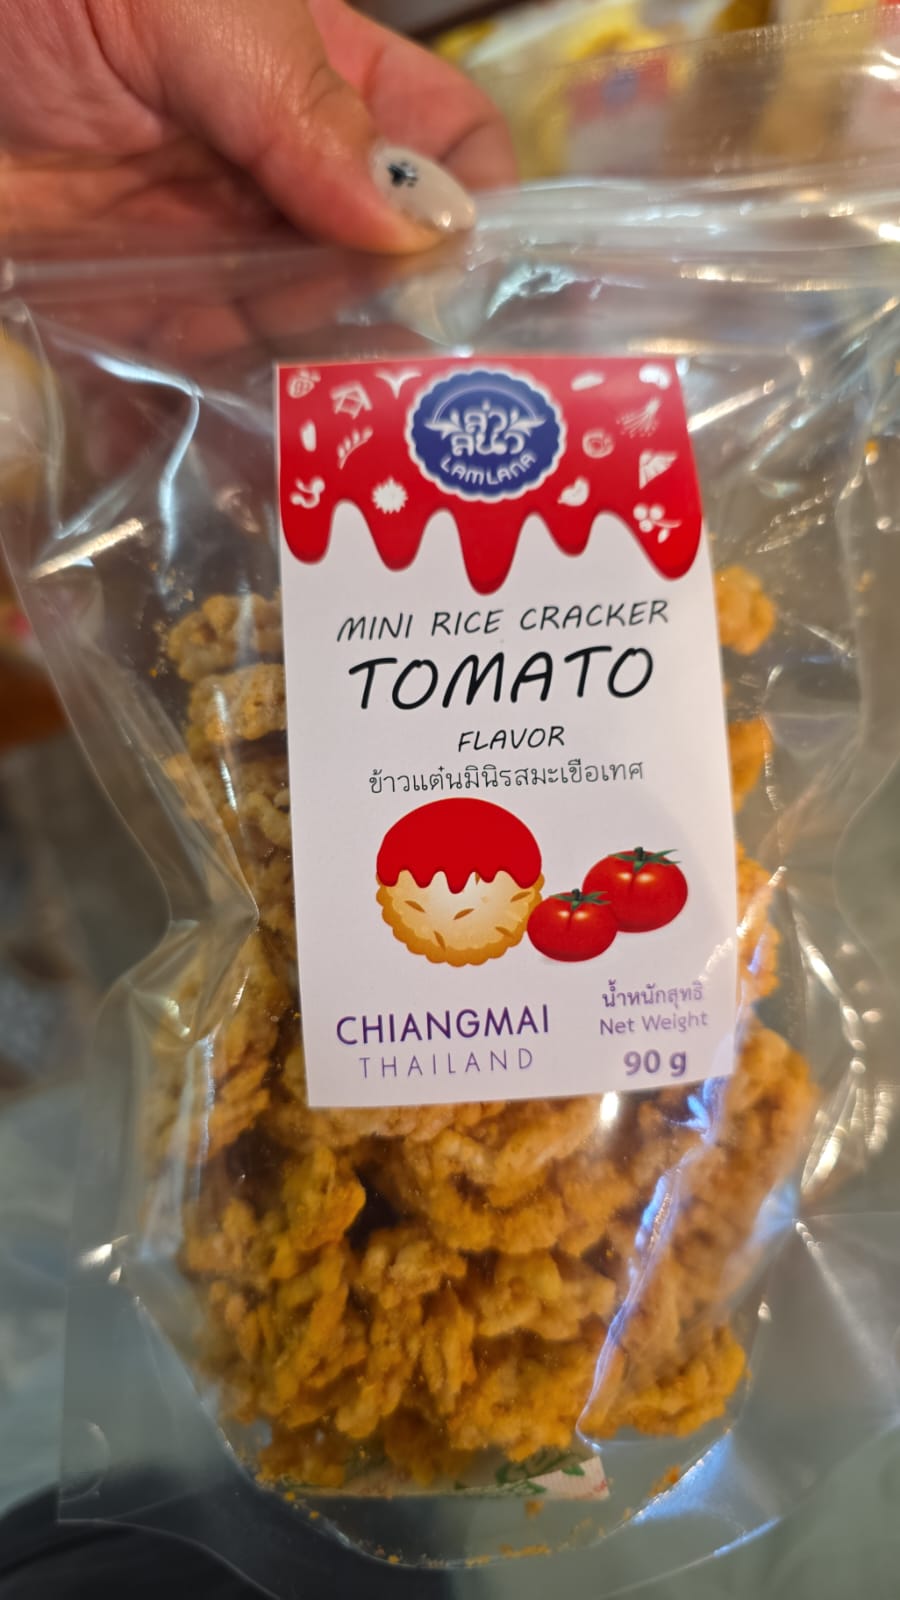 ล่ำ
ลนา
LAMLANA
MINI RICE CRACKER
TOMATO
FLAVOR
ข้าวแต๋นมินิรสมะเขือเทศ
CHIANGMAI
THAILAND
น้ำหนักสุทธิ
Net Weight
90 g